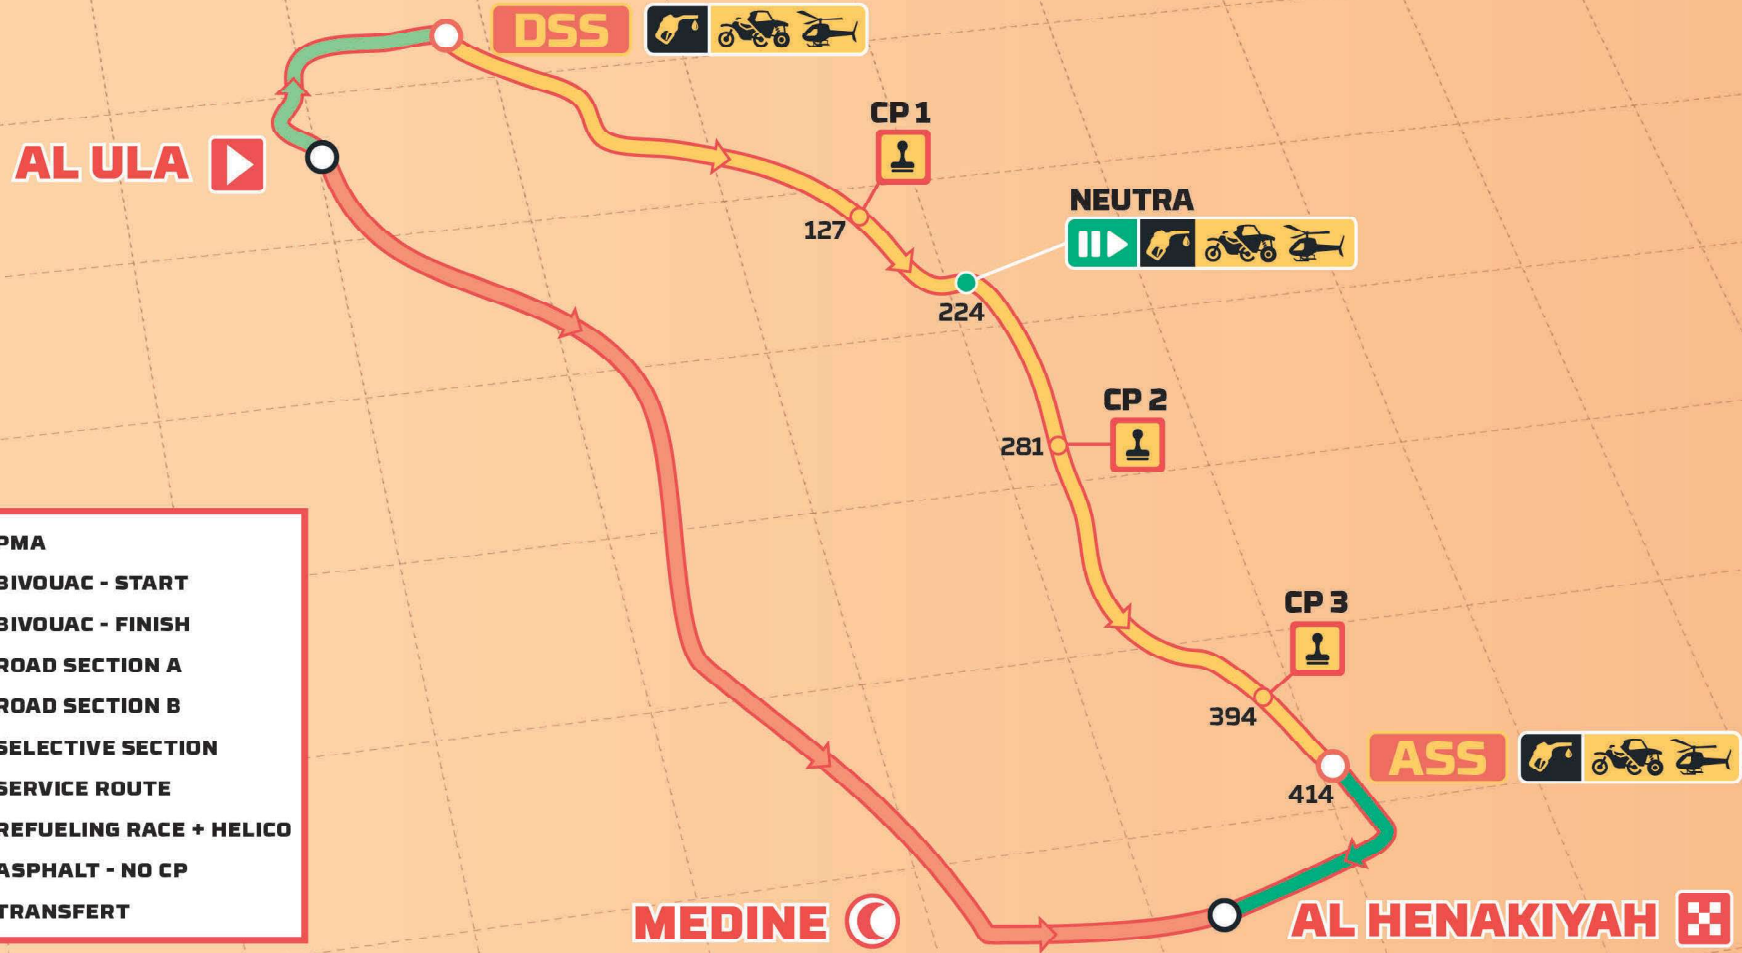 DSS
CP 1
AL ULA
NEUTRA
127
224
CP 2
281
PMA
BIVOUAC - START
BIVOUAC - FINISH
ROAD SECTION A
ROAD SECTION B
SELECTIVE SECTION
SERVICE ROUTE
REFUELING RACE + HELICO
ASPHALT - NO CP
TRANSFERT
CP 3
394
ASS
414
MEDINE
AL HENAKIYAH